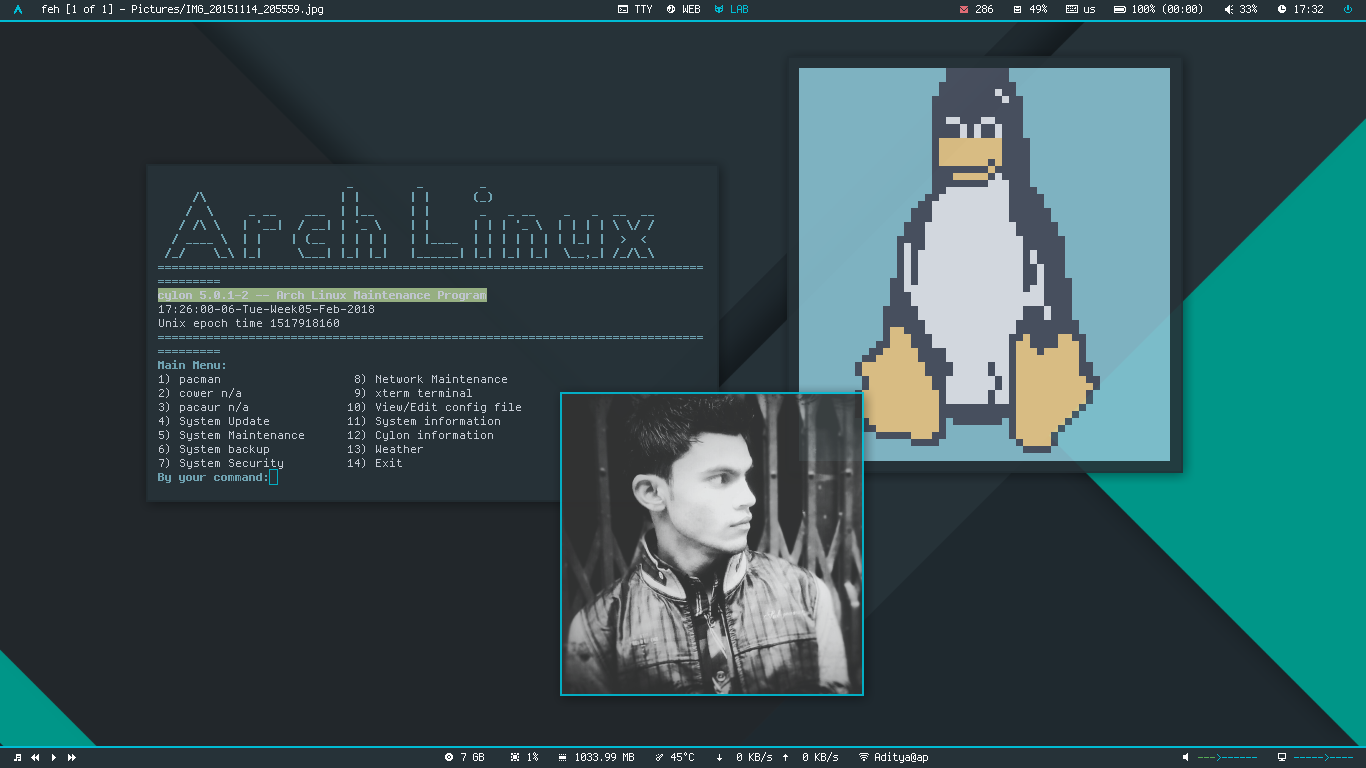 feh [1 of 1] - Pictures/IMG_20151114_205559.jpg
TTY WEB LAB
286 49% us 100% (00:00) 33% 17:32
Arch Linux
==============================================================================
=========
cylon 5.0.1-2 -- Arch Linux Maintenance Program
17:26:00-06-Tue-Week05-Feb-2018
Unix epoch time 1517918160
==============================================================================
=========
Main Menu:
1) pacman 8) Network Maintenance
2) cower n/a 9) xterm terminal
3) pacaur n/a 10) View/Edit config file
4) System Update 11) System information
5) System Maintenance 12) Cylon information
6) System backup 13) Weather
7) System Security 14) Exit
By your command:
7 GB 1% 1033.99 MB 45°C ↓ 0 KB/s ↑ 0 KB/s Aditya@ap